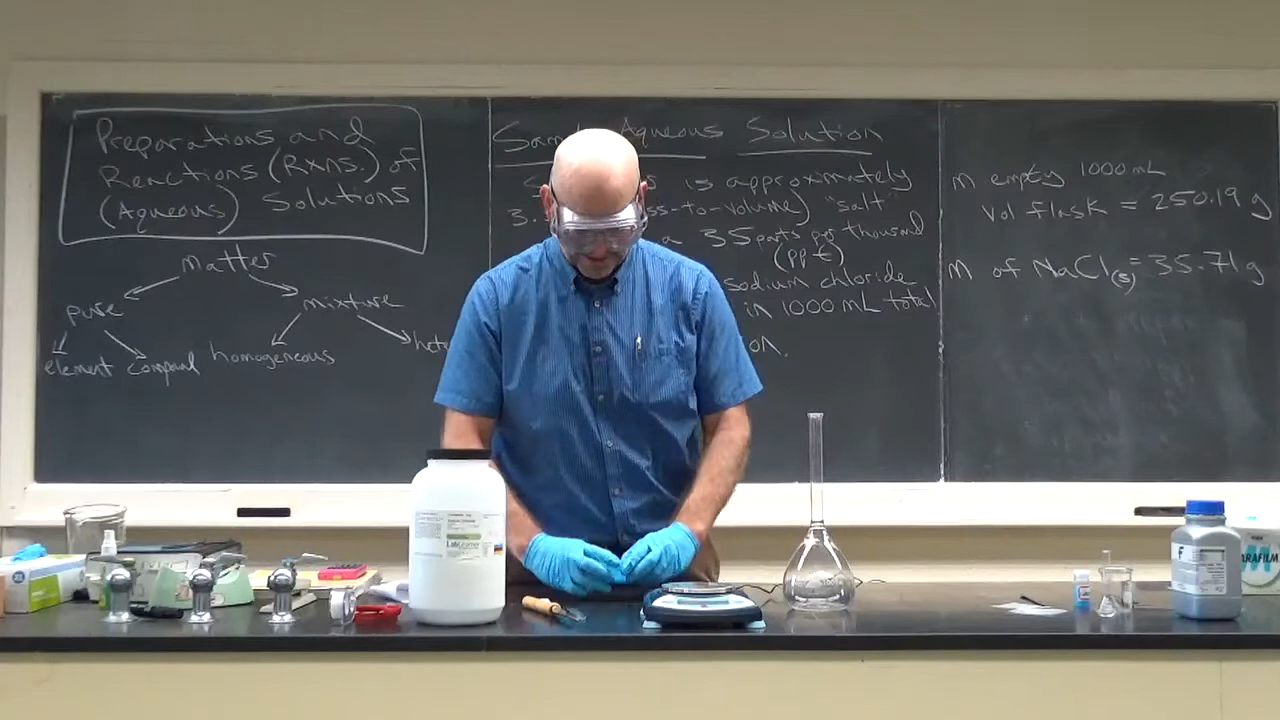 Preparations and
Reactions (Rxns.) of
(Aqueous) Solutions
Matter
pure
mixture
element compound
homogeneous
Aqueous Solution
is approximately
3. to-volume) "salt"
a 35 parts per thousand
(ppt)
sodium chloride
in 1000 mL total
m empty 1000 mL
vol flask = 250.19 g
m of NaCl(s) = 35.71 g
F